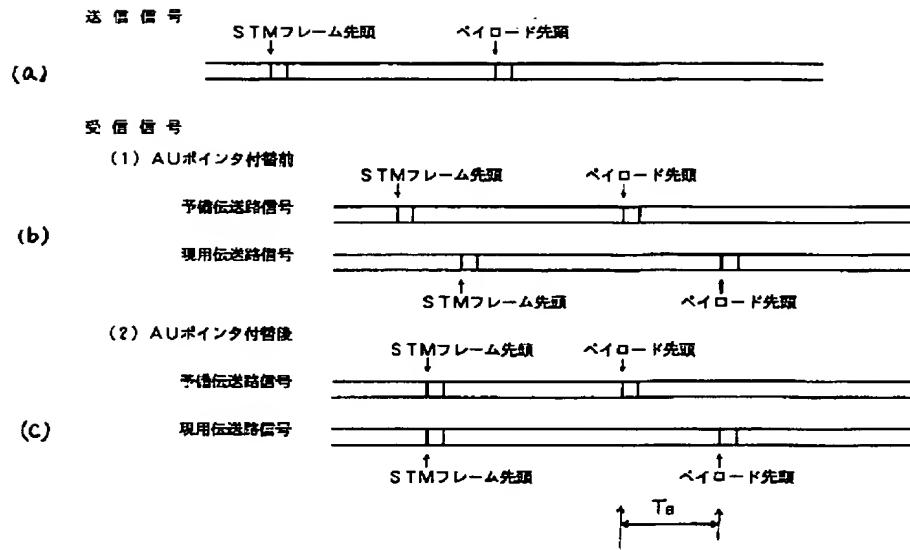 送 信 信 号
STMフレーム先頭 ペイロード先頭
(a)
受 信 信 号
(1) AUポインタ付替前
STMフレーム先頭 ペイロード先頭
予備伝送路信号
(b)
現用伝送路信号
STMフレーム先頭 ペイロード先頭
(2) AUポインタ付替後
STMフレーム先頭 ペイロード先頭
予備伝送路信号
(c)
現用伝送路信号
STMフレーム先頭 ペイロード先頭
TB